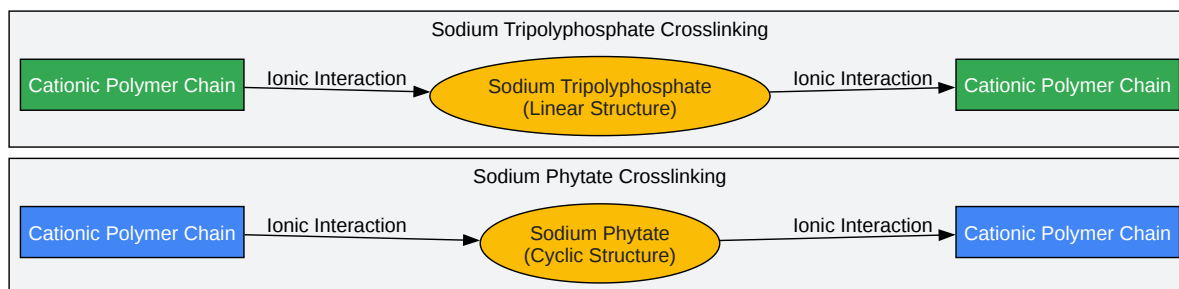 Sodium Tripolyphosphate Crosslinking
Cationic Polymer Chain
Ionic Interaction
Sodium Tripolyphosphate
(Linear Structure)
Ionic Interaction
Cationic Polymer Chain
Sodium Phytate Crosslinking
Cationic Polymer Chain
Ionic Interaction
Sodium Phytate
(Cyclic Structure)
Ionic Interaction
Cationic Polymer Chain